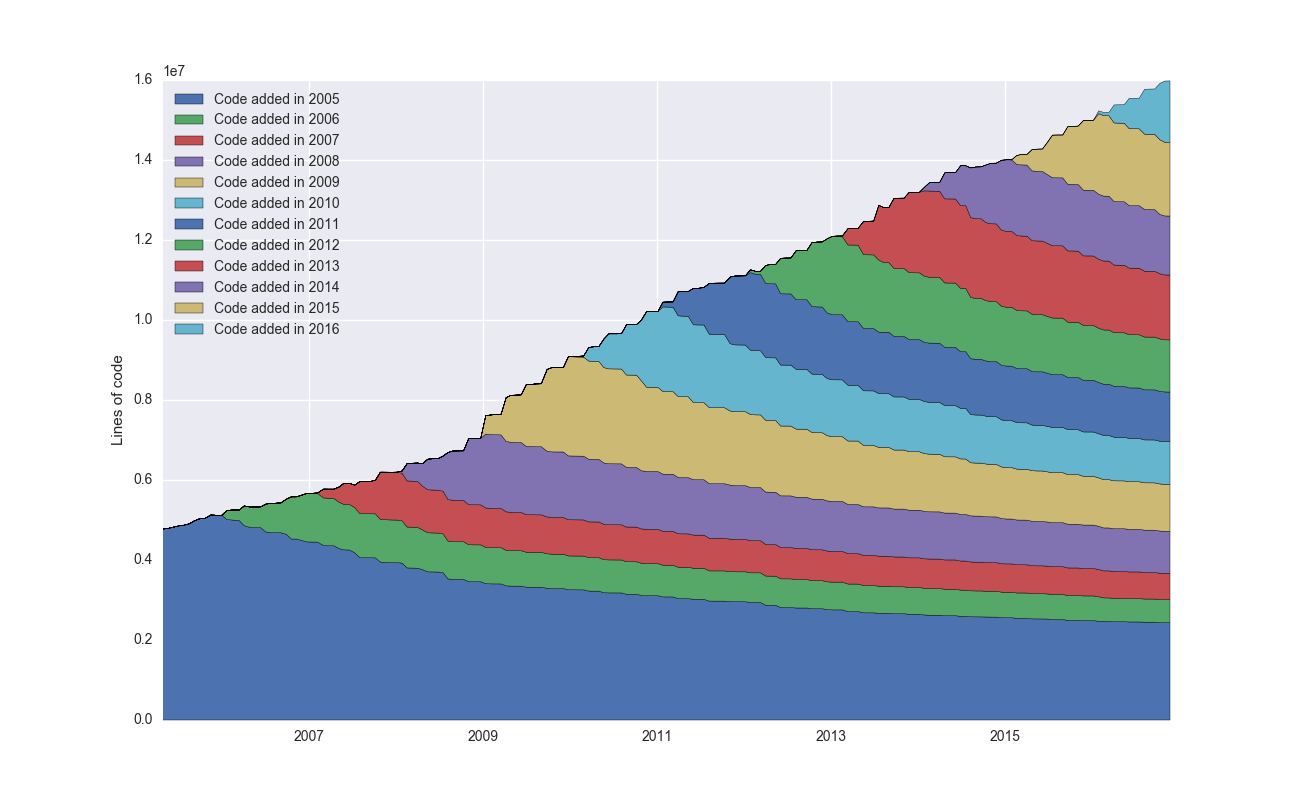 1e7
1.6
1.4
1.2
1.0
0.8
0.6
0.4
0.2
0.0
Lines of code
Code added in 2005
Code added in 2006
Code added in 2007
Code added in 2008
Code added in 2009
Code added in 2010
Code added in 2011
Code added in 2012
Code added in 2013
Code added in 2014
Code added in 2015
Code added in 2016
2007
2009
2011
2013
2015